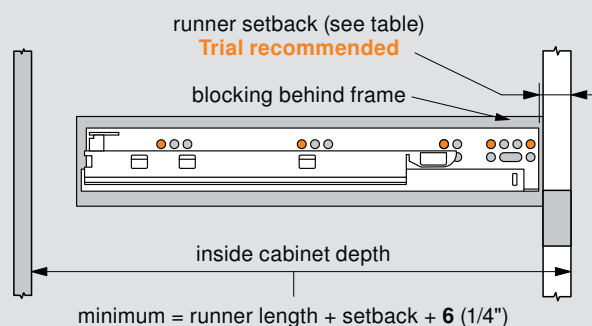 runner setback (see table)
Trial recommended
blocking behind frame
inside cabinet depth
minimum = runner length + setback + 6 (1/4")